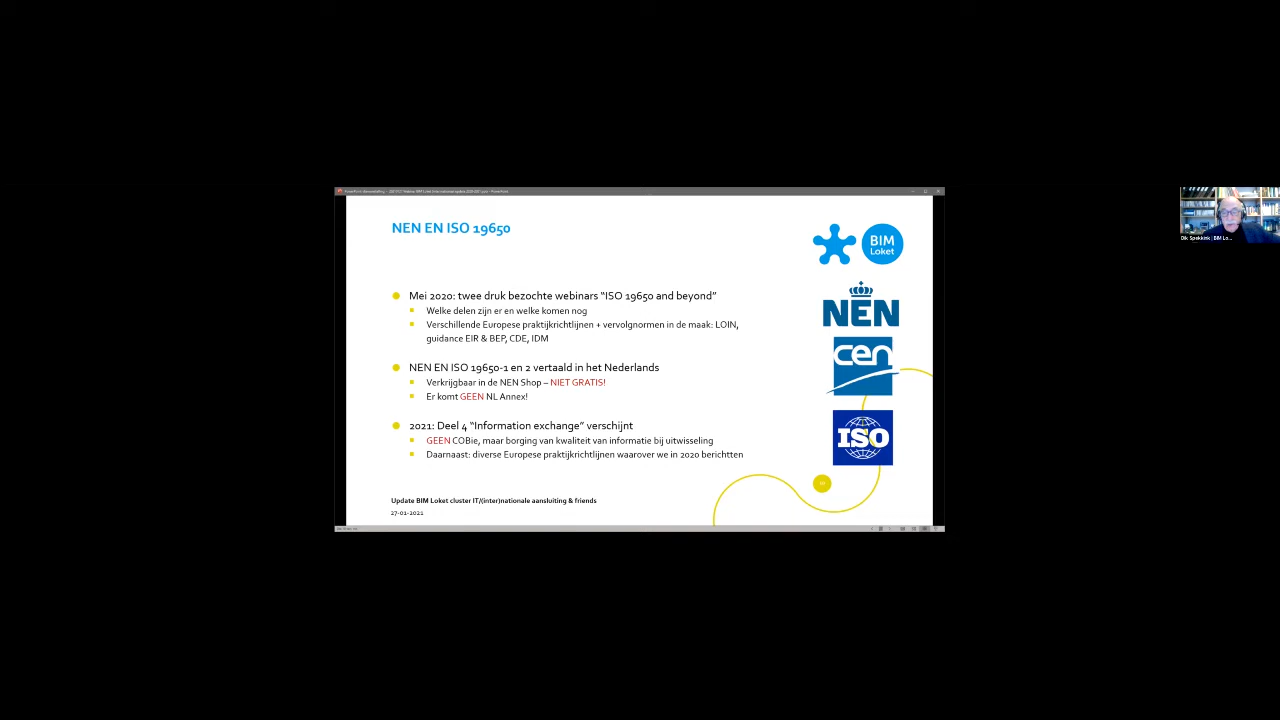 NEN EN ISO 19650
BIM
Loket
Mei 2020: twee druk bezochte webinars “ISO 19650 and beyond”
Welke delen zijn er en welke komen nog
Verschillende Europese praktijkrichtlijnen + vervolgnormen in de maak: LOIN,
guidance EIR & BEP, CDE, IDM
NEN
cen
NEN EN ISO 19650-1 en 2 vertaald in het Nederlands
Verkrijgbaar in de NEN Shop – NIET GRATIS!
Er komt GEEN NL Annex!
ISO
2021: Deel 4 “Information exchange” verschijnt
GEEN COBie, maar borging van kwaliteit van informatie bij uitwisseling
Daarnaast: diverse Europese praktijkrichtlijnen waarover we in 2020 berichtten
Update BIM Loket cluster IT/(inter)nationale aansluiting & friends
27-01-2021
Dik Spekkink | BIM Lo...